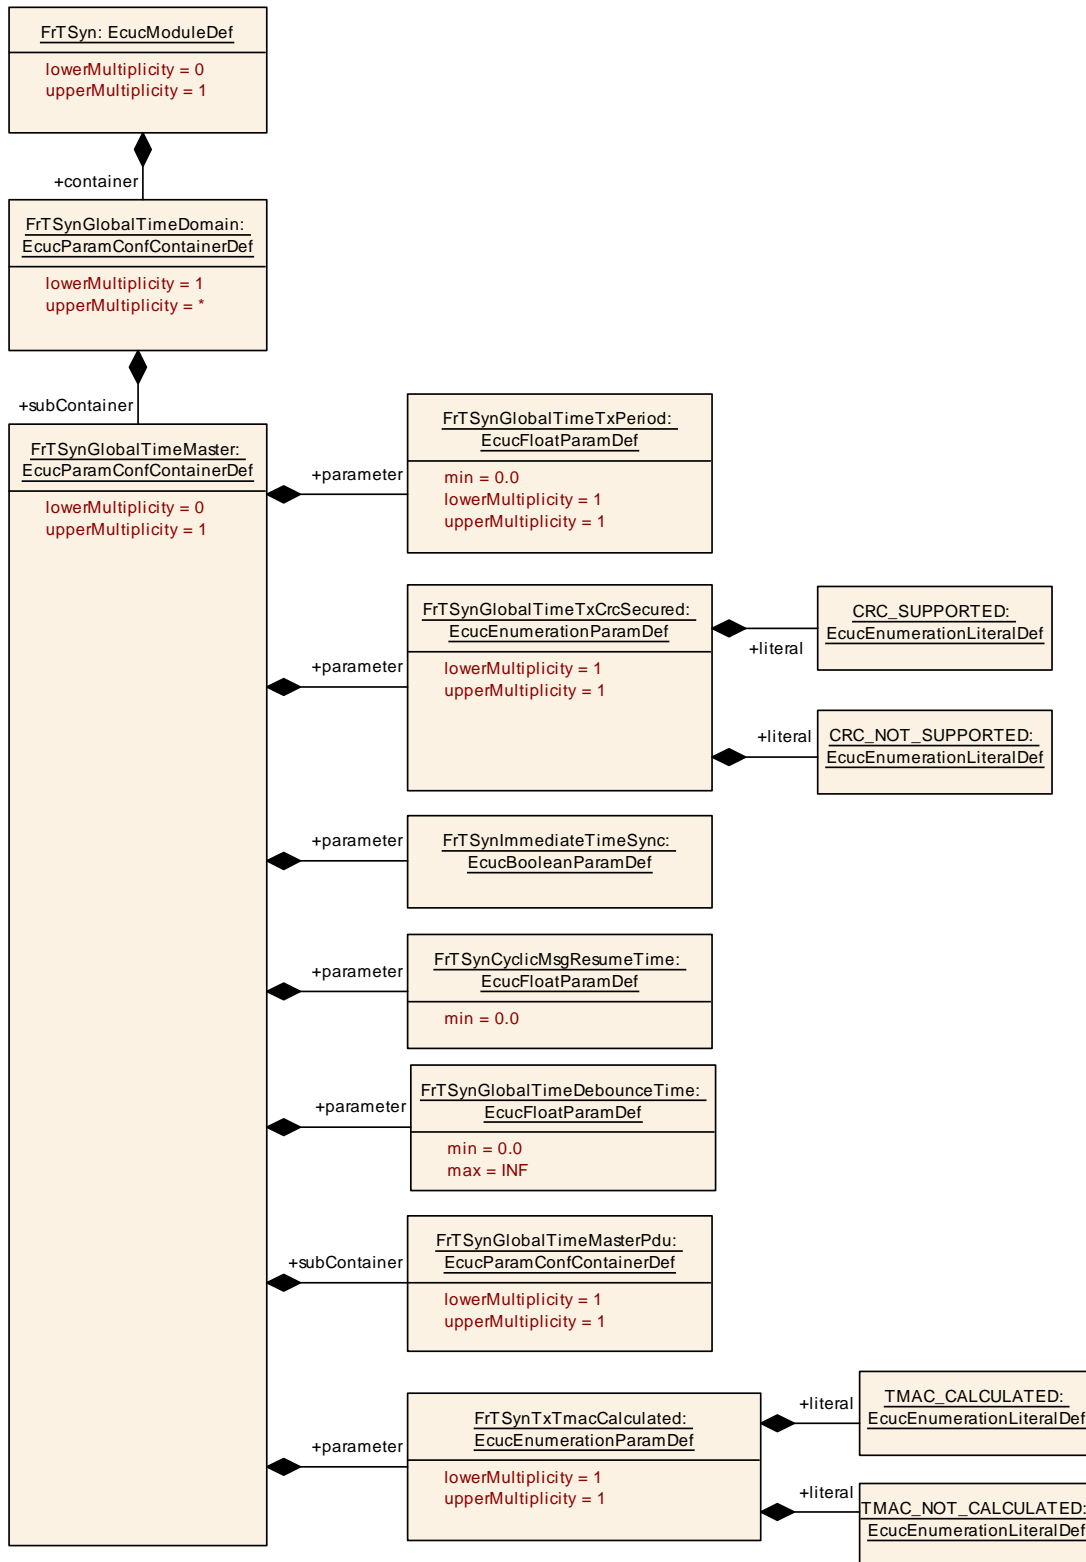 FrTSyn: EcucModuleDef
lowerMultiplicity = 0
upperMultiplicity = 1
+container
FrTSynGlobalTimeDomain:
EcucParamConfContainerDef
lowerMultiplicity = 1
upperMultiplicity = *
+subContainer
FrTSynGlobalTimeMaster:
EcucParamConfContainerDef
lowerMultiplicity = 0
upperMultiplicity = 1
+parameter
FrTSynGlobalTimeTxPeriod:
EcucFloatParamDef
min = 0.0
lowerMultiplicity = 1
upperMultiplicity = 1
+parameter
FrTSynGlobalTimeTxCrcSecured:
EcucEnumerationParamDef
lowerMultiplicity = 1
upperMultiplicity = 1
+literal
CRC_SUPPORTED:
EcucEnumerationLiteralDef
+literal
CRC_NOT_SUPPORTED:
EcucEnumerationLiteralDef
+parameter
FrTSynImmediateTimeSync:
EcucBooleanParamDef
+parameter
FrTSynCyclicMsgResumeTime:
EcucFloatParamDef
min = 0.0
+parameter
FrTSynGlobalTimeDebounceTime:
EcucFloatParamDef
min = 0.0
max = INF
+subContainer
FrTSynGlobalTimeMasterPdu:
EcucParamConfContainerDef
lowerMultiplicity = 1
upperMultiplicity = 1
+parameter
FrTSynTxTmacCalculated:
EcucEnumerationParamDef
lowerMultiplicity = 1
upperMultiplicity = 1
+literal
TMAC_CALCULATED:
EcucEnumerationLiteralDef
+literal
TMAC_NOT_CALCULATED:
EcucEnumerationLiteralDef